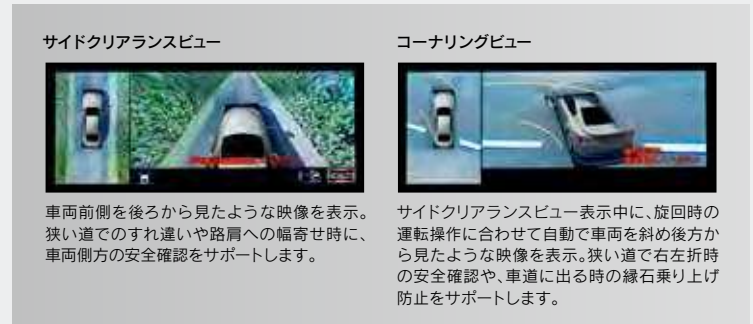 サイドクリアランスビュー
車両前側を後ろから見たような映像を表示。
狭い道でのすれ違いや路肩への幅寄せ時に、
車両側方の安全確認をサポートします。
コーナリングビュー
サイドクリアランスビュー表示中に、旋回時の
運転操作に合わせて自動で車両を斜め後方か
ら見たような映像を表示。狭い道で右左折時
の安全確認や、車道に出る時の縁石乗り上げ
防止をサポートします。